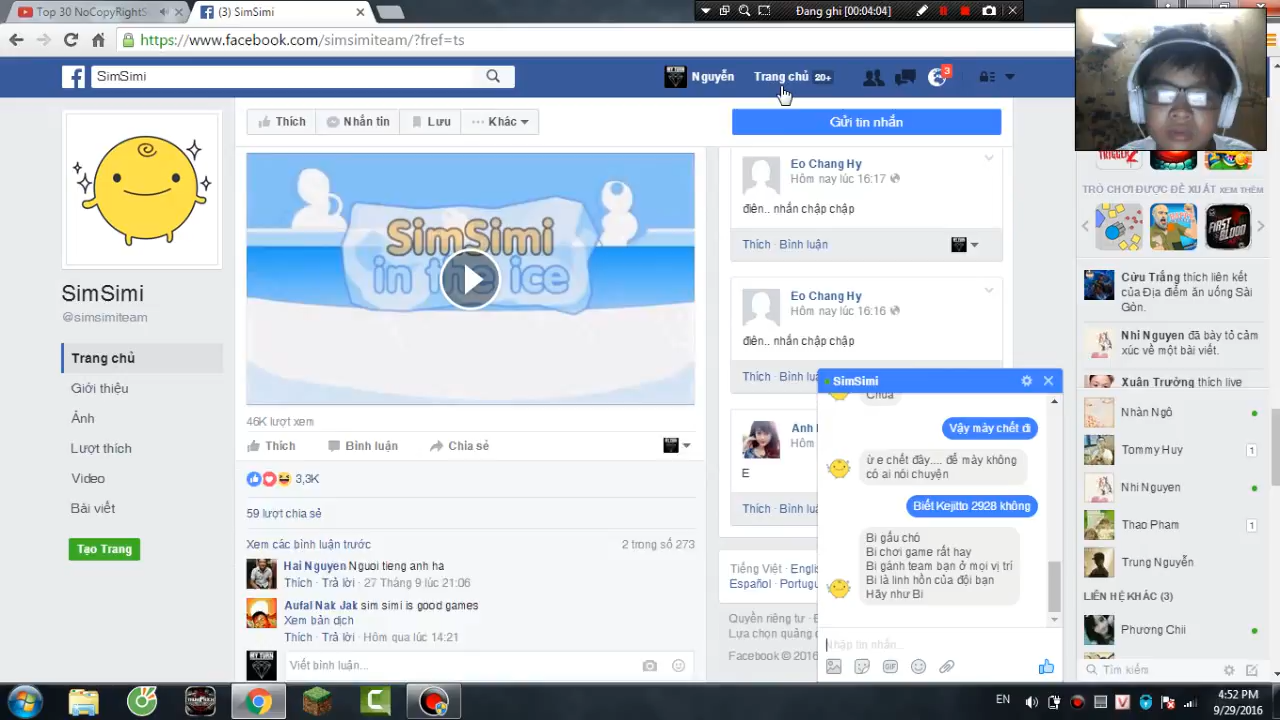 Top 30 NoCopyRightS
(3) SimSimi
Đang ghi (00:04:04)
https://www.facebook.com/simsimiteam/?fref=ts
SimSimi
Nguyễn
Trang chủ 20+
3
Thích
Nhắn tin
Lưu
Khác
Gửi tin nhắn
SimSimi
@simsimiteam
Trang chủ
Giới thiệu
Ảnh
Lượt thích
Video
Bài viết
Tạo Trang
SimSimi
in the ice
46K lượt xem
Thích
Bình luận
Chia sẻ
3,3K
59 lượt chia sẻ
Xem các bình luận trước
2 trong số 273
Hai Nguyen Nguoi tieng anh ha
Thích · Trả lời · 27 Tháng 9 lúc 21:06
Aufal Nak Jak sim simi is good games
Xem bản dịch
Thích · Trả lời · Hôm qua lúc 14:21
Viết bình luận...
Eo Chang Hy
Hôm nay lúc 16:17
điên.. nhắn chập chập
Thích · Bình luận
Eo Chang Hy
Hôm nay lúc 16:16
điên.. nhắn chập chập
Thích
Anh
Hôm
E
Thích
Tiếng Việt
Español
Quyền riêng tư
Facebook © 2016
SimSimi
Chưa
Vậy mày chết đi
ừ e chết đây.... để mày không
có ai nói chuyện
Biết Kejitto 2928 không
Bi gấu chó
Bi chơi game rất hay
Bi gánh team bạn ở mọi vị trí
Bi là linh hồn của đội bạn
Hãy như Bi
Nhập tin nhắn...
TRÒ CHƠI ĐƯỢC ĐỀ XUẤT XEM THÊM
FIRST BLOOD
Cừu Trắng thích liên kết
của Địa điểm ăn uống Sài
Gòn.
Nhi Nguyen đã bày tỏ cảm
xúc về một bài viết.
Xuân Trưởng thích live
Nhàn Ngô
Tommy Huy
1
Nhi Nguyen
Thao Pham
1
Trung Nguyễn
LIÊN HỆ KHÁC (3)
Phương Chii
Tìm kiếm
EN
4:52 PM
9/29/2016